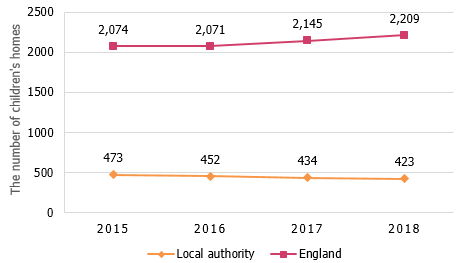 The number of children's homes
2500
2000
1500
1000
500
0
2,074 2,071 2,145 2,209
473 452 434 423
2015 2016 2017 2018
Local authority England